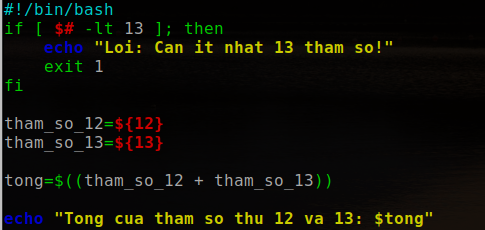 #!/bin/bash
if [ $# -lt 13 ]; then
    echo "Loi: Can it nhat 13 tham so!"
    exit 1
fi

tham_so_12=${12}
tham_so_13=${13}

tong=$((tham_so_12 + tham_so_13))

echo "Tong cua tham so thu 12 va 13: $tong"